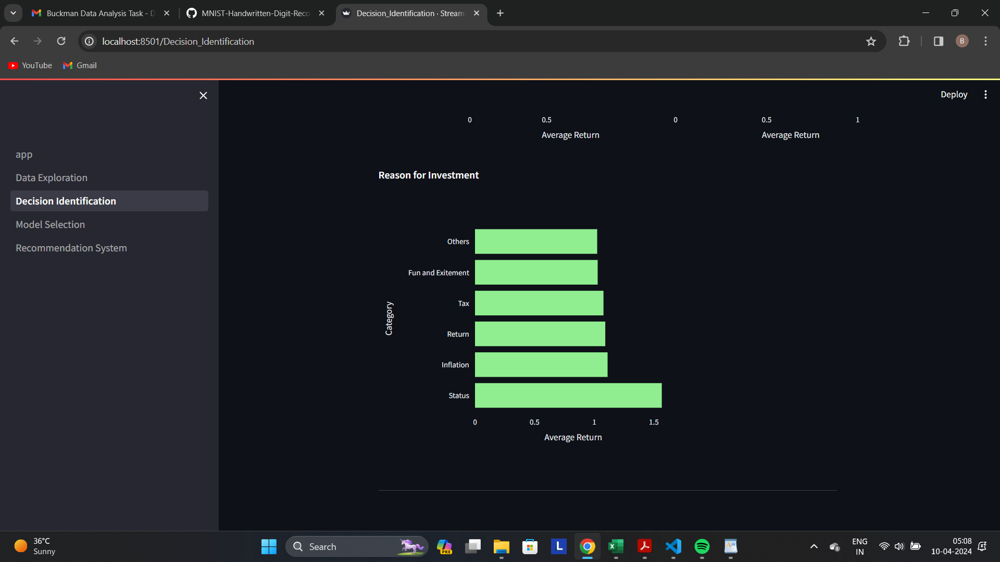 Buckman Data Analysis Task - D
MNIST-Handwritten-Digit-Reco
Decision_Identification · Stream
localhost:8501/Decision_Identification
B
YouTube
Gmail
Deploy
app
Data Exploration
Decision Identification
Model Selection
Recommendation System
0 0.5
Average Return
0 0.5 1
Average Return
Reason for Investment
Category
Others
Fun and Exitement
Tax
Return
Inflation
Status
0 0.5 1 1.5
Average Return
36°C
Sunny
Search
PRE
L
ENG
IN
05:08
10-04-2024